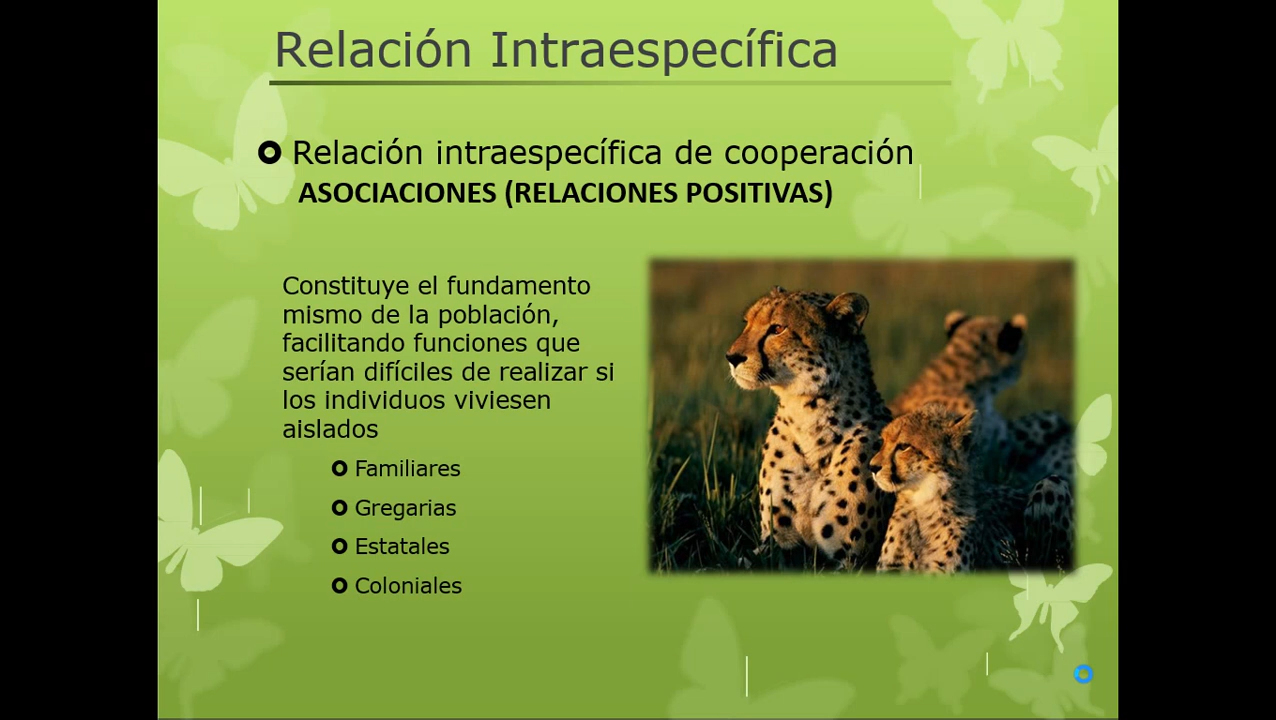 Relación Intraespecífica
Relación intraespecífica de cooperación
ASOCIACIONES (RELACIONES POSITIVAS)
Constituye el fundamento
mismo de la población,
facilitando funciones que
serían difíciles de realizar si
los individuos viviesen
aislados
Familiares
Gregarias
Estatales
Coloniales